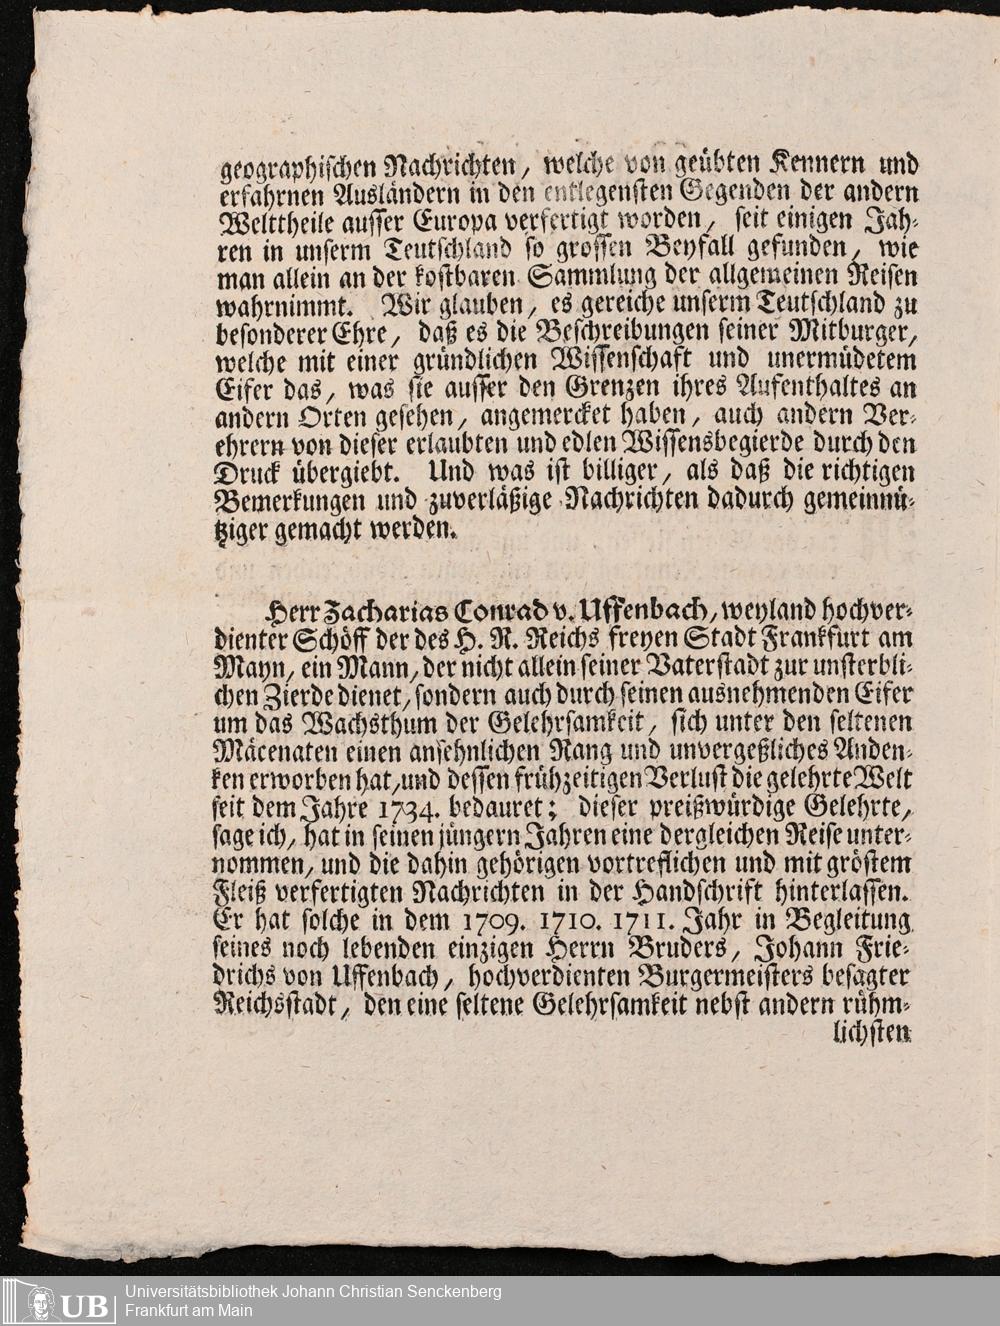 geographischen Nachrichten, welche von geübten Kennern und
erfahrnen Ausländern in den entlegensten Gegenden der andern
Welttheile ausser Europa verfertigt worden, seit einigen Jah-
ren in unserm Teutschland so grossen Beyfall gefunden, wie
man allein an der kostbaren Sammlung der allgemeinen Reisen
wahrnimmt. Wir glauben, es gereiche unserm Teutschland zu
besonderer Ehre, daß es die Beschreibungen seiner Mitburger,
welche mit einer gründlichen Wissenschaft und unermüdetem
Eifer das, was sie ausser den Grenzen ihres Aufenthaltes an
andern Orten gesehen, angemercket haben, auch andern Ver-
ehrern von dieser erlaubten und edlen Wissensbegierde durch den
Druck übergiebt. Und was ist billiger, als daß die richtigen
Bemerkungen und zuverläßige Nachrichten dadurch gemeinnü-
tziger gemacht werden.
Herr Zacharias Conrad v. Uffenbach, weyland hochver-
dienter Schöff der des H. R. Reichs freyen Stadt Frankfurt am
Mayn, ein Mann, der nicht allein seiner Vaterstadt zur unsterbli-
chen Zierde dienet, sondern auch durch seinen ausnehmenden Eifer
um das Wachsthum der Gelehrsamkeit, sich unter den seltenen
Mäcenaten einen ansehnlichen Rang und unvergeßliches Anden-
ken erworben hat, und dessen frühzeitigen Verlust die gelehrte Welt
seit dem Jahre 1734. bedauret; dieser preißwürdige Gelehrte,
sage ich, hat in seinen jüngern Jahren eine dergleichen Reise unter-
nommen, und die dahin gehörigen vortreflichen und mit gröstem
Fleiß verfertigten Nachrichten in der Handschrift hinterlassen.
Er hat solche in dem 1709. 1710. 1711. Jahr in Begleitung
seines noch lebenden einzigen Herrn Bruders, Johann Frie-
drichs von Uffenbach, hochverdienten Burgermeisters besagter
Reichsstadt, den eine seltene Gelehrsamkeit nebst andern rühm-
lichsten
UB
Universitätsbibliothek Johann Christian Senckenberg
Frankfurt am Main